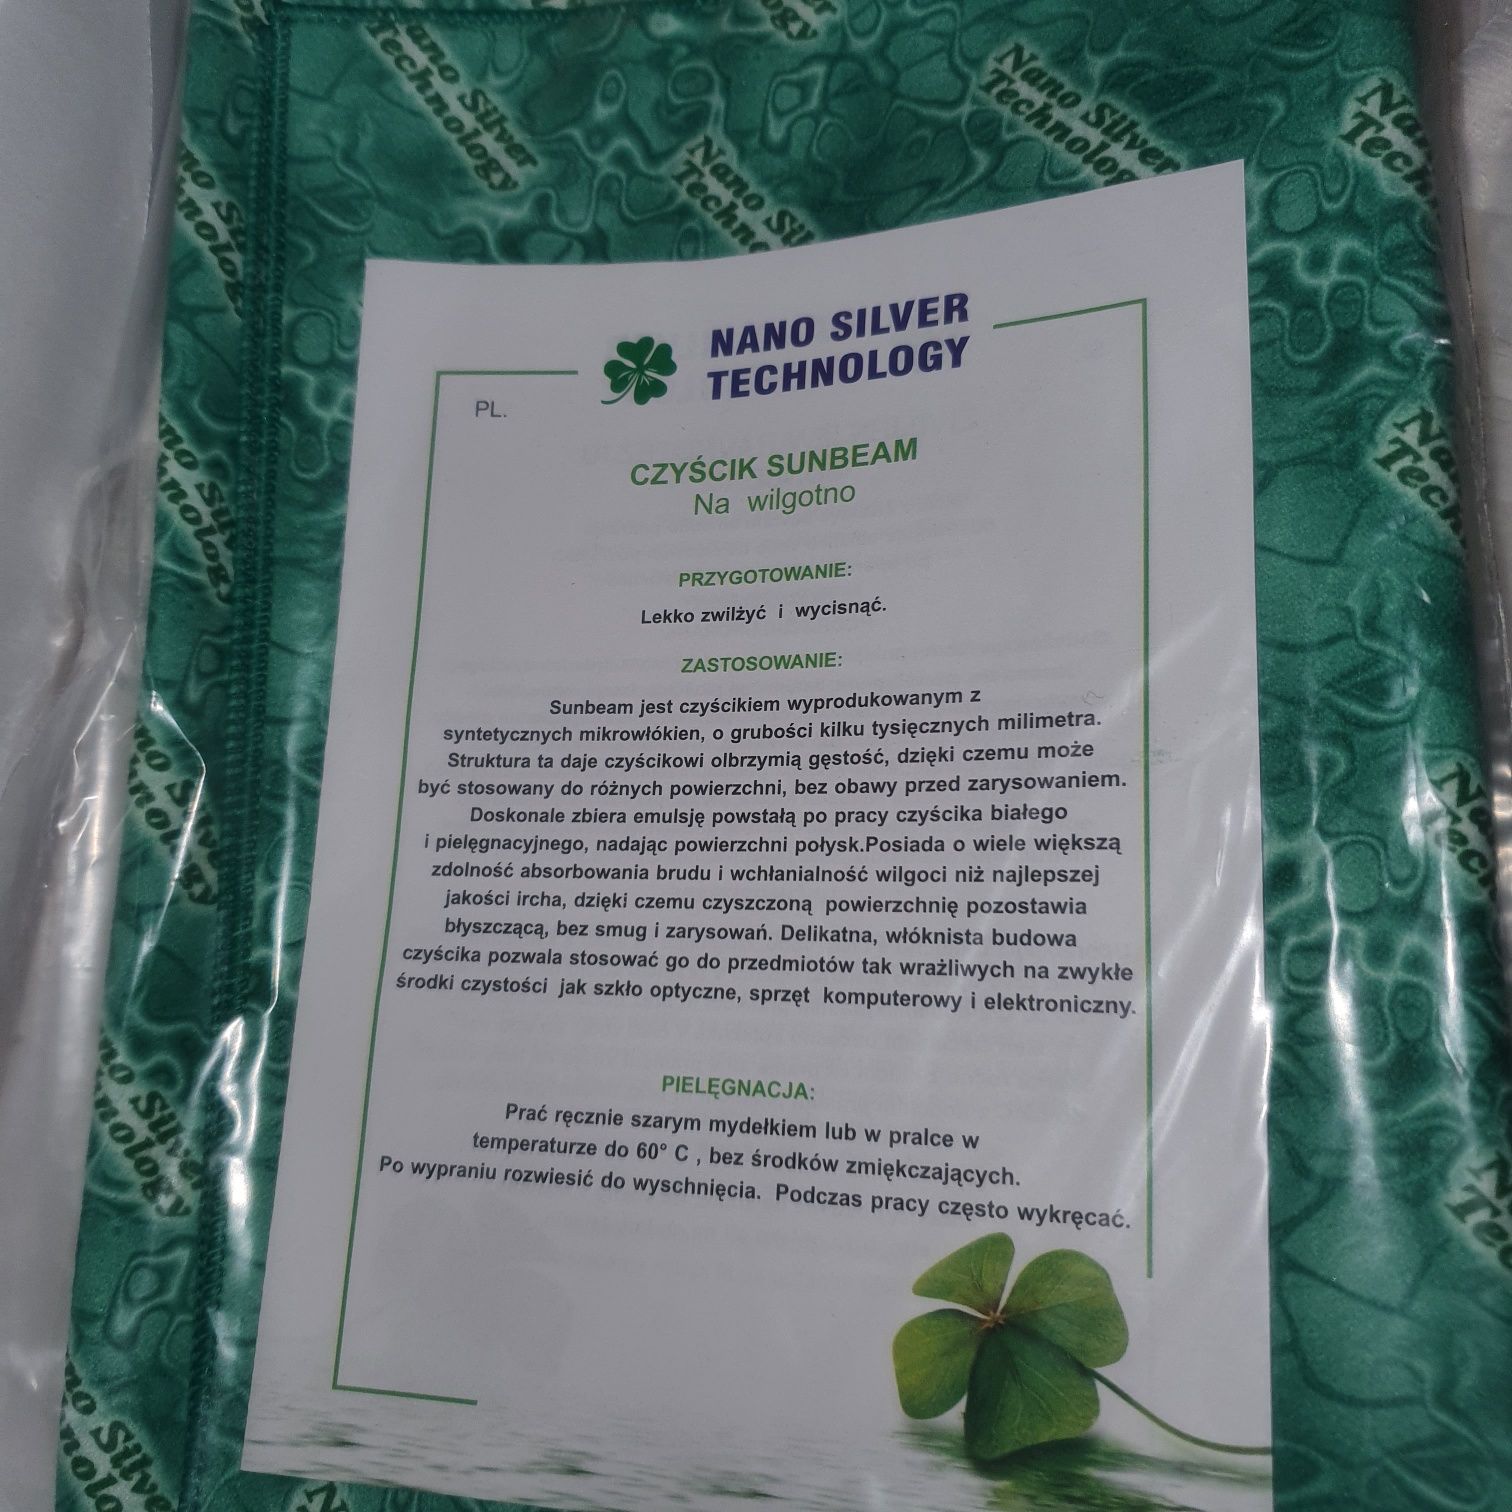 Nano Silver
Technology
Nano Silver
Technology
NANO SILVER
TECHNOLOGY
PL.
CZYŚCIK SUNBEAM
Na wilgotno
PRZYGOTOWANIE:
Lekko zwilżyć i wycisnąć.
ZASTOSOWANIE:
Sunbeam jest czyścikiem wyprodukowanym z
syntetycznych mikrowłókien, o grubości kilku tysięcznych milimetra.
Struktura ta daje czyścikowi olbrzymią gęstość, dzięki czemu może
być stosowany do różnych powierzchni, bez obawy przed zarysowaniem.
Doskonale zbiera emulsję powstałą po pracy czyścika białego
i pielęgnacyjnego, nadając powierzchni połysk.Posiada o wiele większą
zdolność absorbowania brudu i wchłanialność wilgoci niż najlepszej
jakości ircha, dzięki czemu czyszczoną powierzchnię pozostawia
błyszczącą, bez smug i zarysowań. Delikatna, włóknista budowa
czyścika pozwala stosować go do przedmiotów tak wrażliwych na zwykłe
środki czystości jak szkło optyczne, sprzęt komputerowy i elektroniczny.
PIELĘGNACJA:
Prać ręcznie szarym mydełkiem lub w pralce w
temperaturze do 60° C , bez środków zmiękczających.
Po wypraniu rozwiesić do wyschnięcia. Podczas pracy często wykręcać.